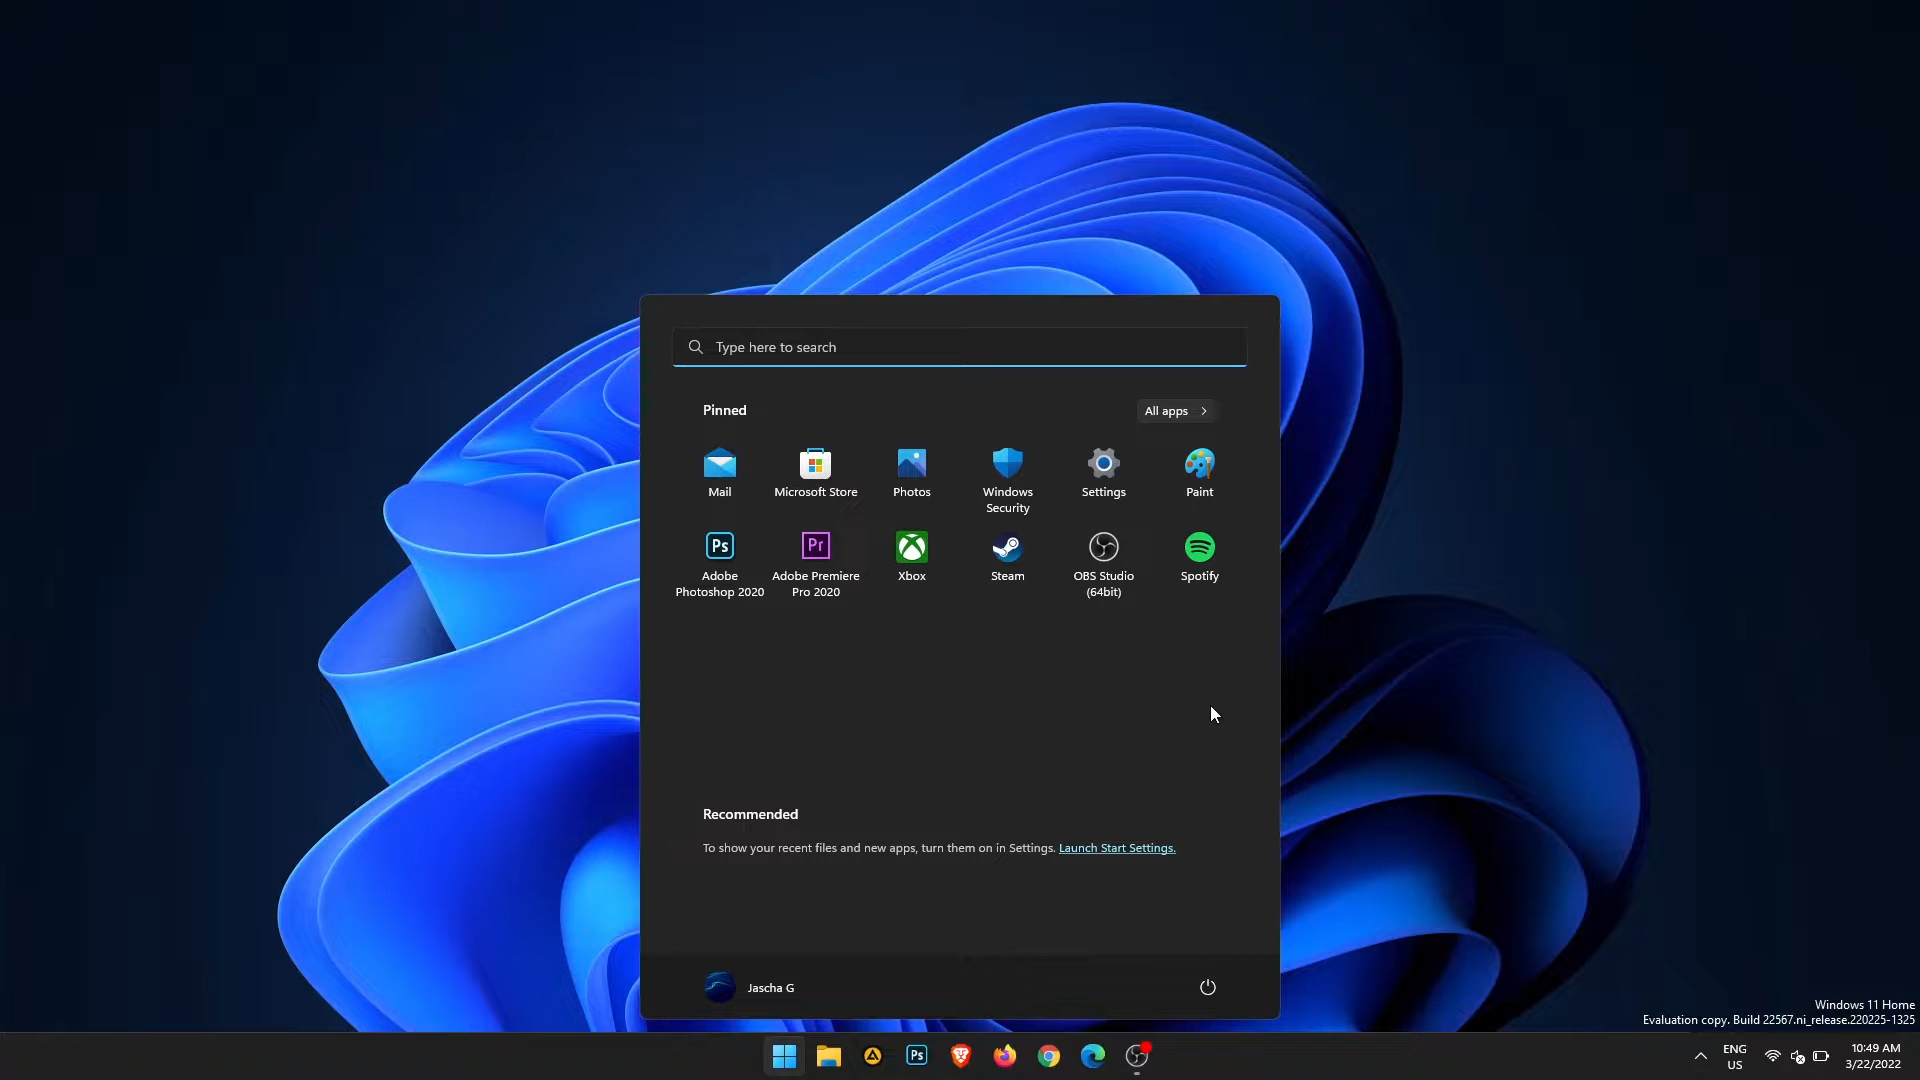 Type here to search
Pinned
All apps
Mail
Microsoft Store
Photos
Windows
Security
Settings
Paint
Ps
Adobe
Photoshop 2020
Pr
Adobe Premiere
Pro 2020
Xbox
Steam
OBS Studio
(64bit)
Spotify
Recommended
To show your recent files and new apps, turn them on in Settings. Launch Start Settings.
Jascha G
Windows 11 Home
Evaluation copy. Build 22567.ni_release.220225-1325
Ps
ENG
US
10:49 AM
3/22/2022